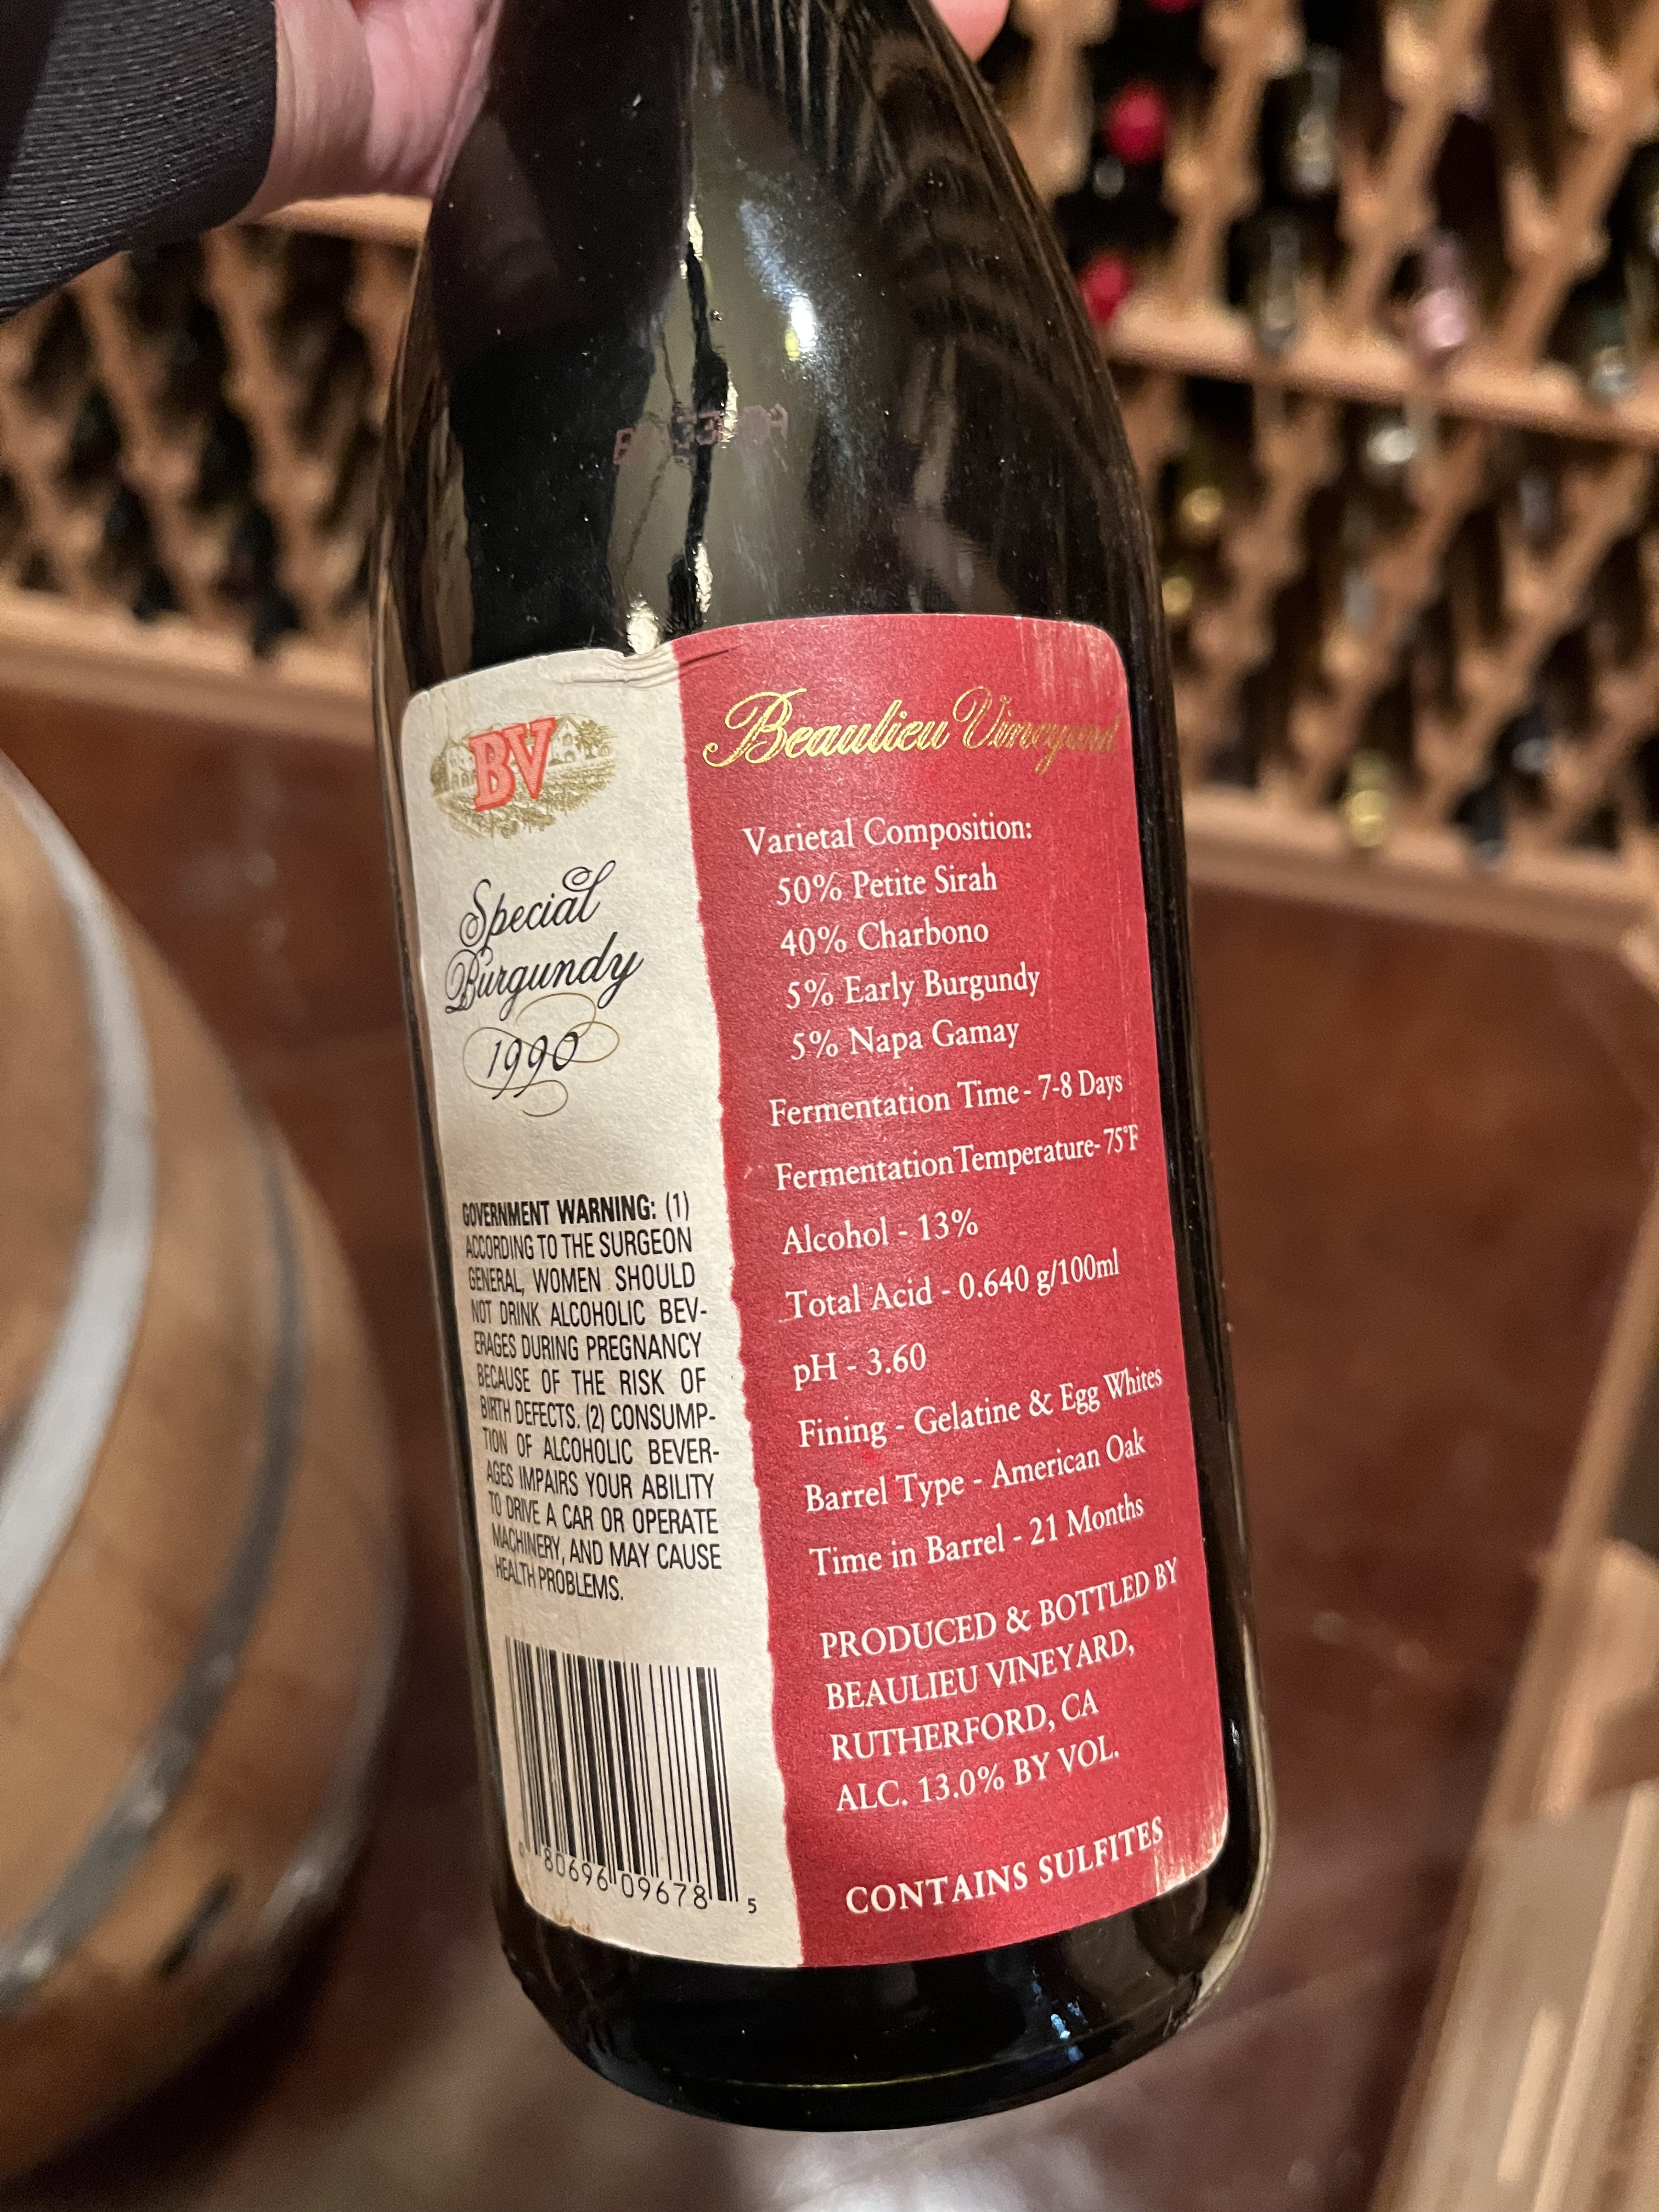 BV
Special
Burgundy
1990
GOVERNMENT WARNING: (1)
ACCORDING TO THE SURGEON
GENERAL, WOMEN SHOULD
NOT DRINK ALCOHOLIC BEV-
ERAGES DURING PREGNANCY
BECAUSE OF THE RISK OF
BIRTH DEFECTS. (2) CONSUMP-
TION OF ALCOHOLIC BEVER-
AGES IMPAIRS YOUR ABILITY
TO DRIVE A CAR OR OPERATE
MACHINERY, AND MAY CAUSE
HEALTH PROBLEMS.
0 80696 09678 5
Beaulieu Vineyard
Varietal Composition:
50% Petite Sirah
40% Charbono
5% Early Burgundy
5% Napa Gamay
Fermentation Time - 7-8 Days
Fermentation Temperature - 75°F
Alcohol - 13%
Total Acid - 0.640 g/100ml
pH - 3.60
Fining - Gelatine & Egg Whites
Barrel Type - American Oak
Time in Barrel - 21 Months
PRODUCED & BOTTLED BY
BEAULIEU VINEYARD,
RUTHERFORD, CA
ALC. 13.0% BY VOL.
CONTAINS SULFITES